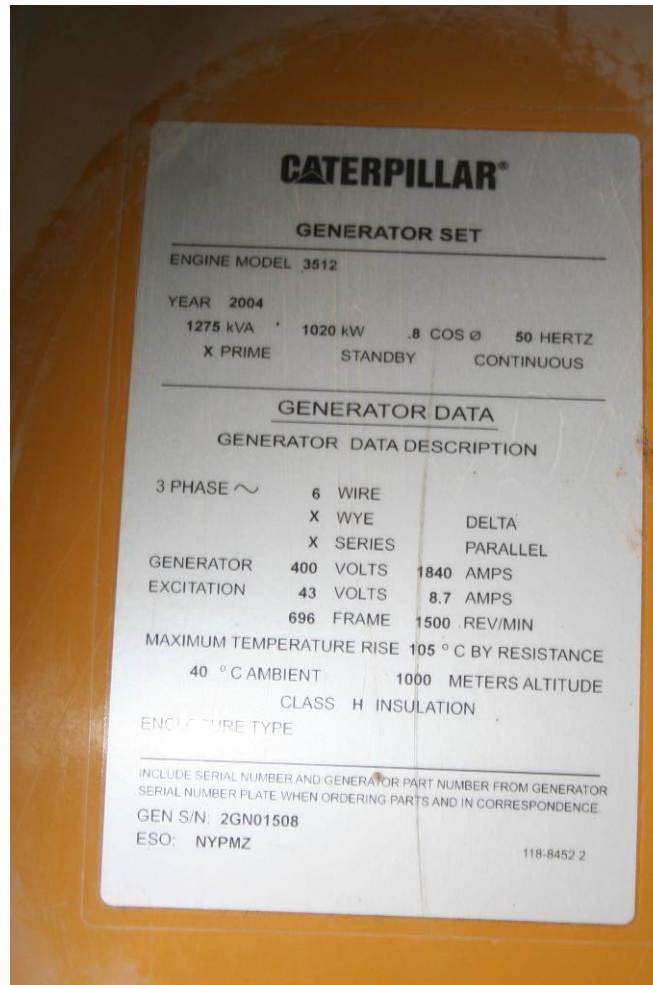 CATERPILLAR®
GENERATOR SET
ENGINE MODEL 3512
YEAR 2004
1275 kVA 1020 kW .8 COS Ø 50 HERTZ
X PRIME STANDBY CONTINUOUS
GENERATOR DATA
GENERATOR DATA DESCRIPTION
3 PHASE ~ 6 WIRE
X WYE DELTA
X SERIES PARALLEL
GENERATOR 400 VOLTS 1840 AMPS
EXCITATION 43 VOLTS 8.7 AMPS
696 FRAME 1500 REV/MIN
MAXIMUM TEMPERATURE RISE 105 °C BY RESISTANCE
40 °C AMBIENT 1000 METERS ALTITUDE
CLASS H INSULATION
ENCLOSURE TYPE
INCLUDE SERIAL NUMBER AND GENERATOR PART NUMBER FROM GENERATOR
SERIAL NUMBER PLATE WHEN ORDERING PARTS AND IN CORRESPONDENCE.
GEN S/N: 2GN01508
ESO: NYPMZ
118-8452 2